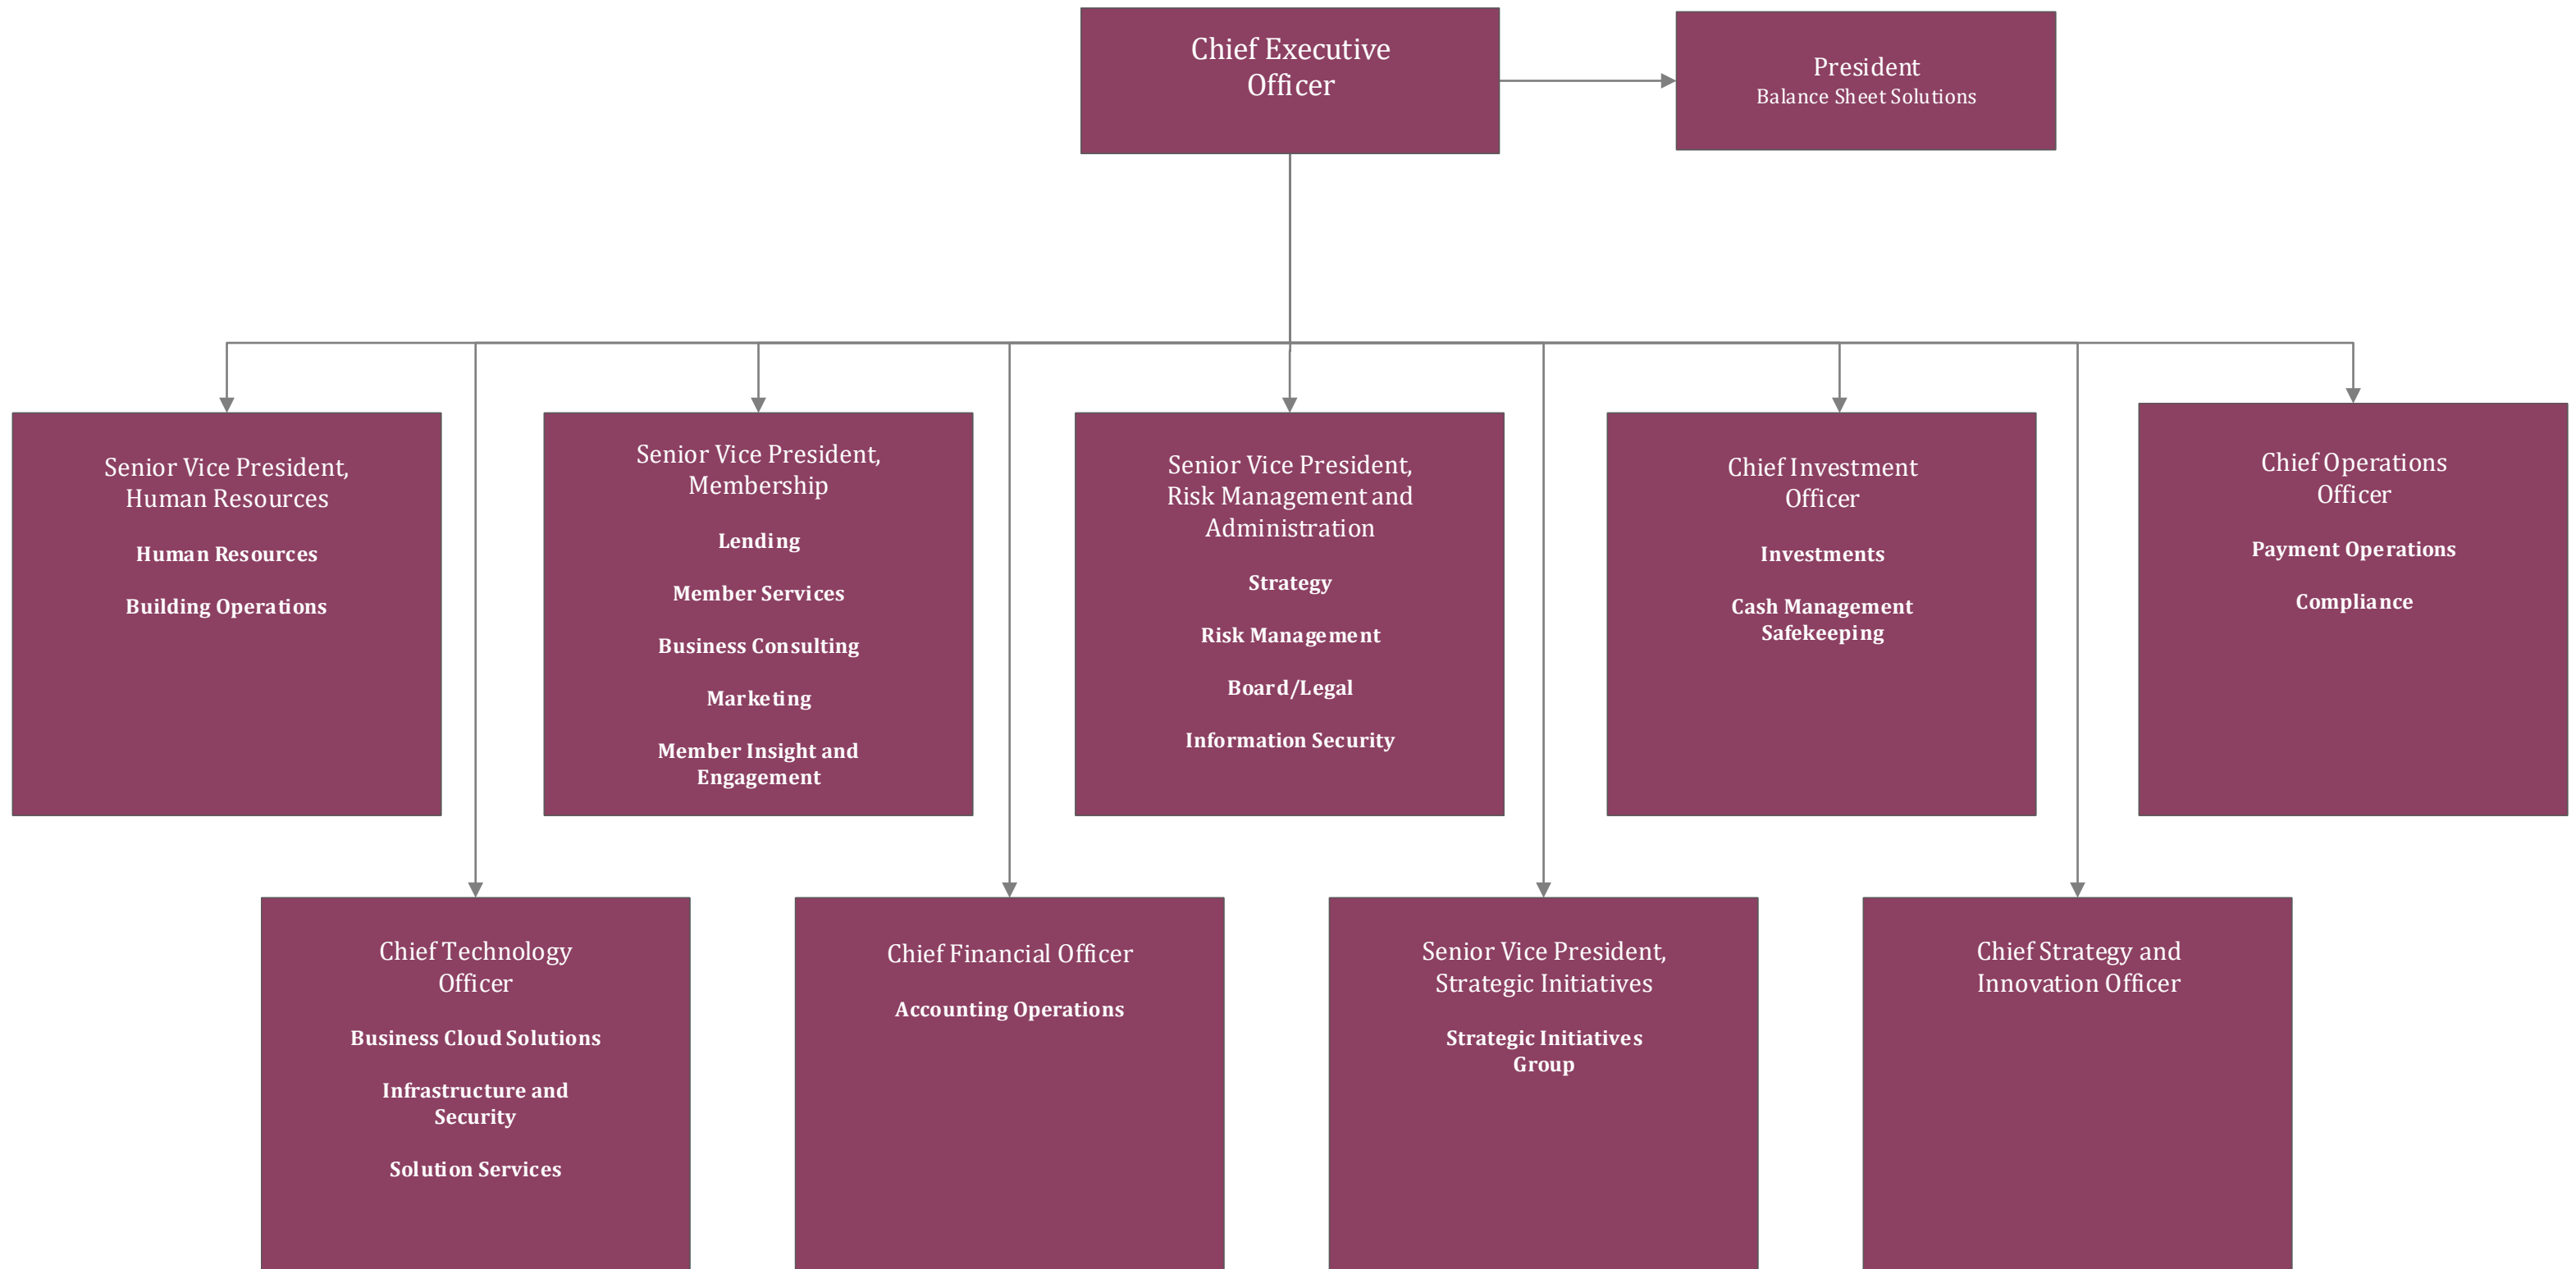 Chief Executive
Officer
President
Balance Sheet Solutions
Senior Vice President,
Human Resources
Human Resources
Building Operations
Senior Vice President,
Membership
Lending
Member Services
Business Consulting
Marketing
Member Insight and
Engagement
Senior Vice President,
Risk Management and
Administration
Strategy
Risk Management
Board/Legal
Information Security
Chief Investment
Officer
Investments
Cash Management
Safekeeping
Chief Operations
Officer
Payment Operations
Compliance
Chief Technology
Officer
Business Cloud Solutions
Infrastructure and
Security
Solution Services
Chief Financial Officer
Accounting Operations
Senior Vice President,
Strategic Initiatives
Strategic Initiatives
Group
Chief Strategy and
Innovation Officer